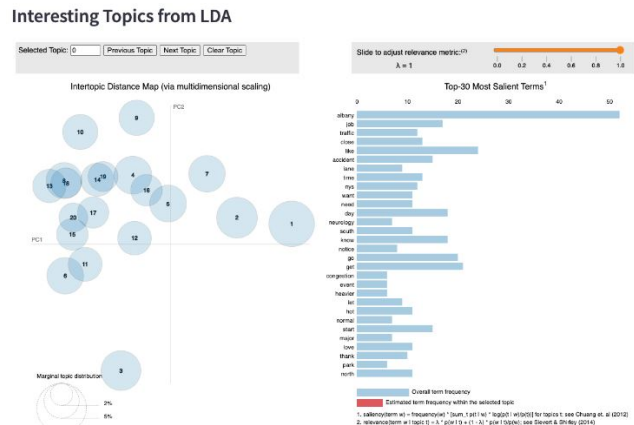 Interesting Topics from LDA
Selected Topic: 0 Previous Topic Next Topic Clear Topic
Slide to adjust relevance metric:(2)
λ = 1
0.0 0.2 0.4 0.6 0.8 1.0
Intertopic Distance Map (via multidimensional scaling)
PC2
PC1
9
10
7
4
14
19
13
18
16
5
2
1
17
20
15
12
11
6
3
Marginal topic distribution
2%
5%
Top-30 Most Salient Terms1
0 10 20 30 40 50
albany
job
traffic
close
like
accident
lane
time
nys
want
need
day
neurology
south
know
notice
go
get
congestion
event
heavier
let
hot
normal
start
major
love
thank
park
north
Overall term frequency
Estimated term frequency within the selected topic
1. saliency(term w) = frequency(w) * [sum_t p(t | w) * log(p(t | w)/p(t))] for topics t; see Chuang et. al (2012)
2. relevance(term w | topic t) = λ * p(w | t) + (1 - λ) * p(w | t)/p(w); see Sievert & Shirley (2014)